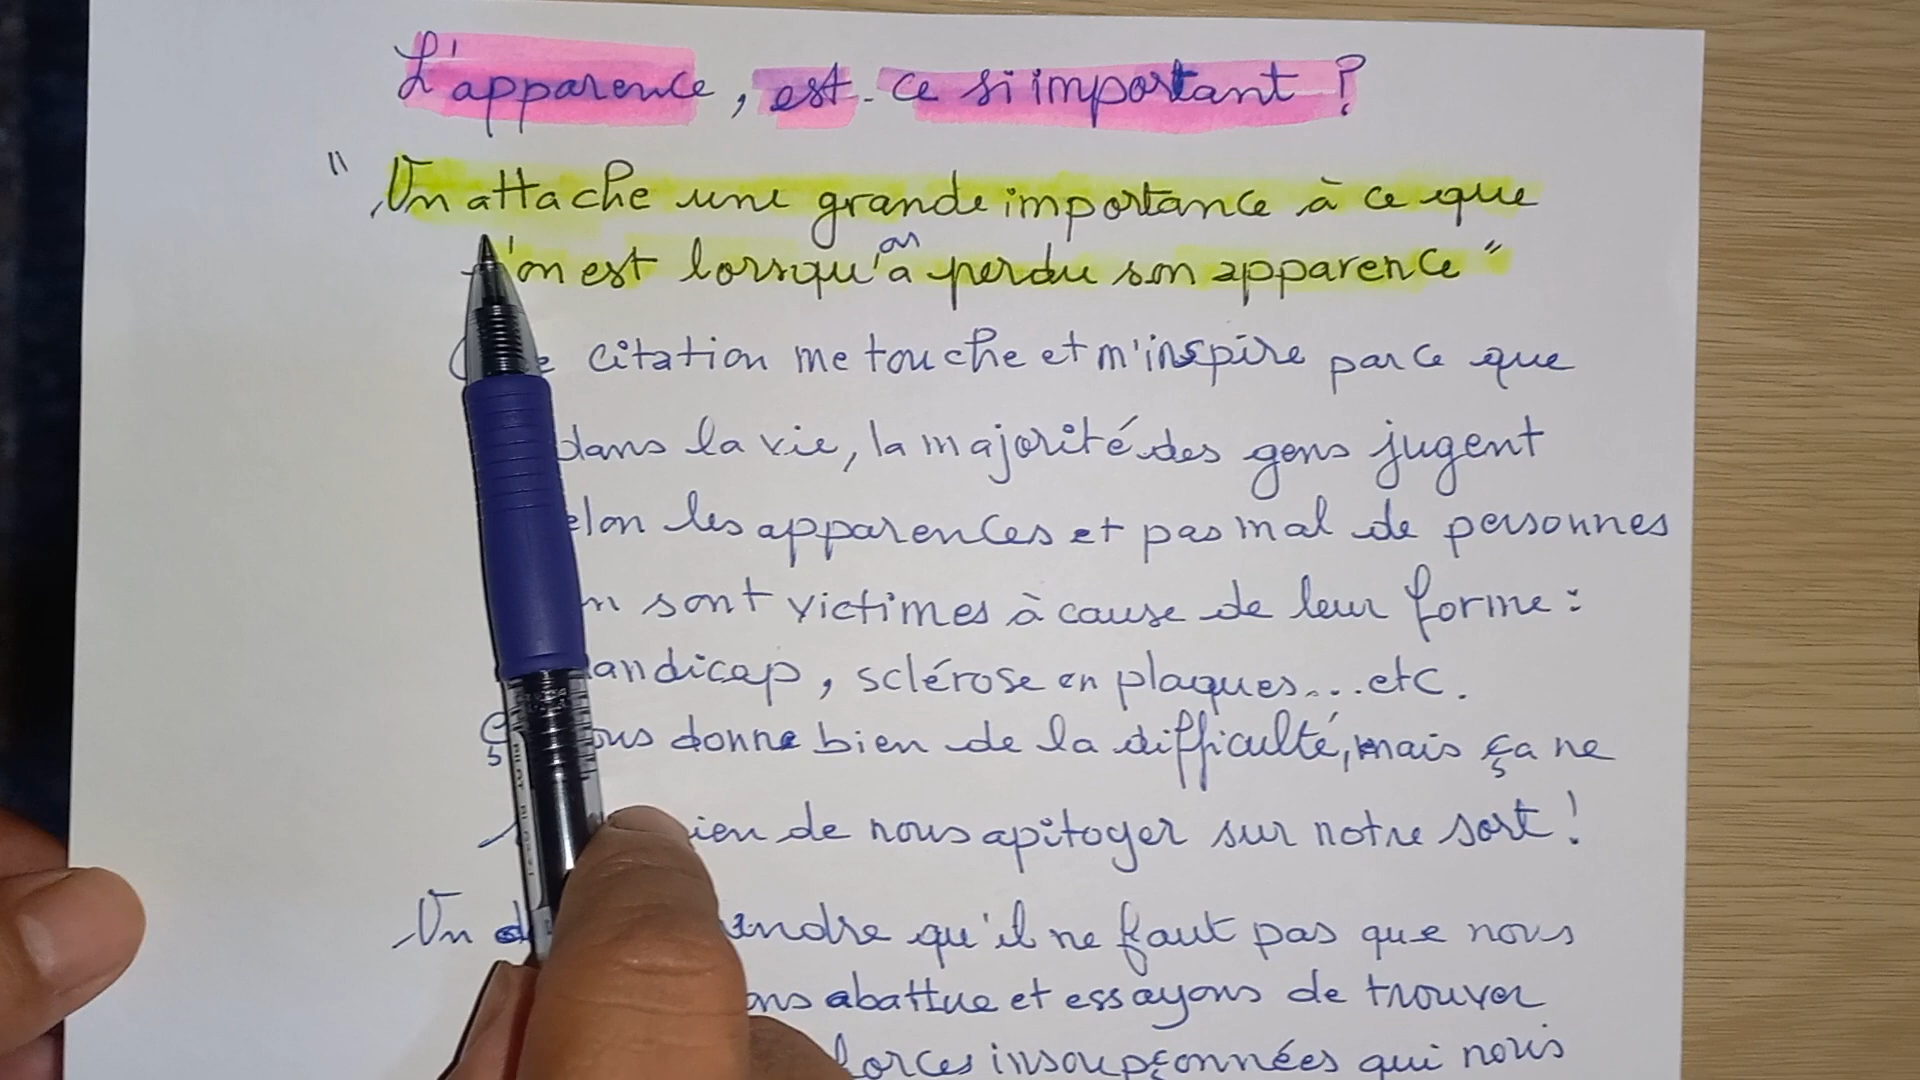 L'apparence, est-ce si important ?
" On attache une grande importance à ce que
l'on est lorsqu'on a perdu son apparence "
citation me touche et m'inspire parce que
dans la vie, la majorité des gens jugent
selon les apparences et pas mal de personnes
en sont victimes à cause de leur forme :
handicap, sclérose en plaques...etc.
donne bien de la difficulté, mais ça ne
de nous apitoyer sur notre sort !
On qu'il ne faut pas que nous
abattue et essayons de trouver
forces insoupçonnées qui nous